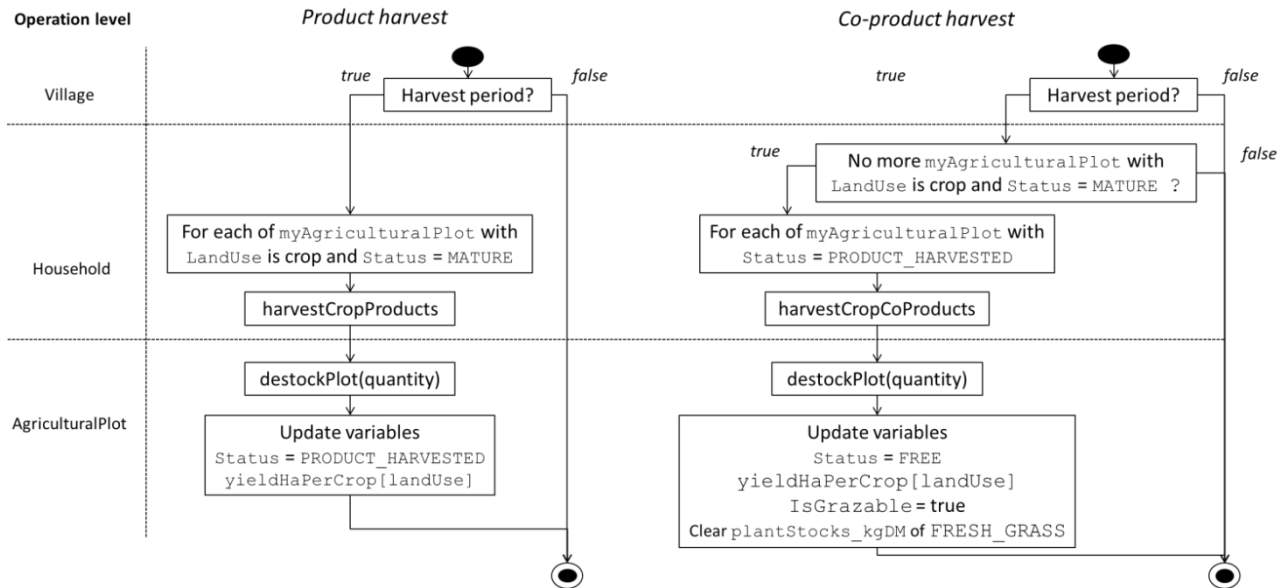 Operation level
Product harvest
Co-product harvest
Village
true
false
Harvest period?
true
false
Harvest period?
Household
true
false
No more myAgriculturalPlot with
LandUse is crop and Status = MATURE ?
For each of myAgriculturalPlot with
LandUse is crop and Status = MATURE
For each of myAgriculturalPlot with
Status = PRODUCT_HARVESTED
harvestCropProducts
harvestCropCoProducts
AgriculturalPlot
destockPlot(quantity)
destockPlot(quantity)
Update variables
Status = PRODUCT_HARVESTED
yieldHaPerCrop[landUse]
Update variables
Status = FREE
yieldHaPerCrop[landUse]
IsGrazable = true
Clear plantStocks_kgDM of FRESH_GRASS